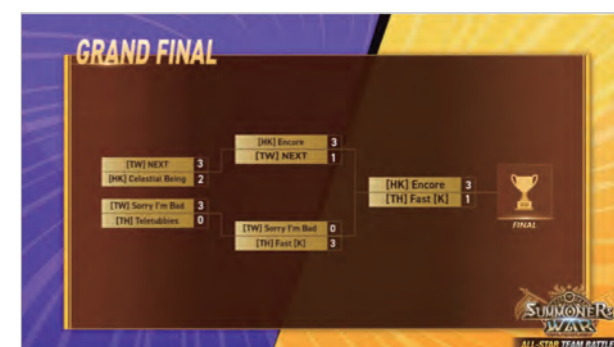 GRAND FINAL
[TW] NEXT 3
[HK] Celestial Being 2
[TW] Sorry I'm Bad 3
[TH] Teletubbies 0
[HK] Encore 3
[TW] NEXT 1
[TW] Sorry I'm Bad 0
[TH] Fast [K] 3
[HK] Encore 3
[TH] Fast [K] 1
FINAL
SUMMONERS
WAR
ALL-STAR TEAM BATTLE